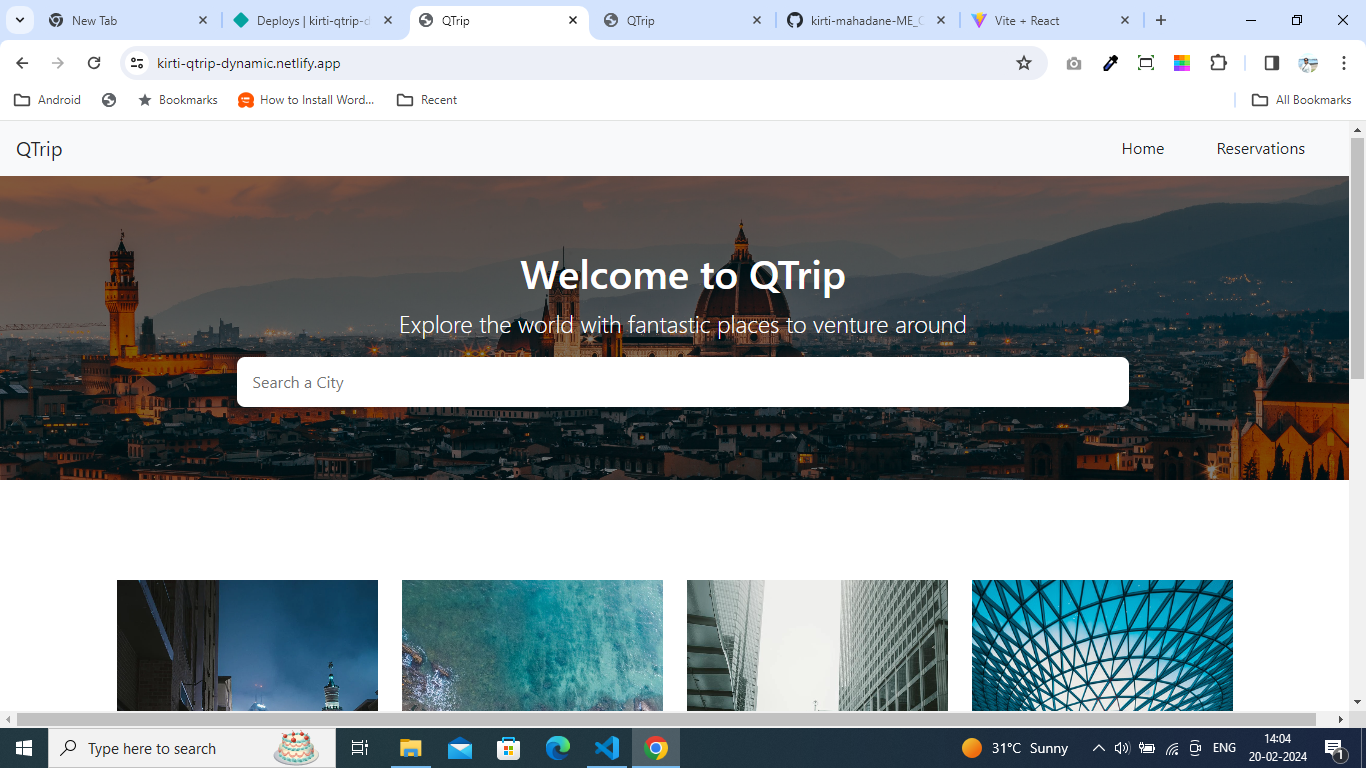 New Tab
Deploys | kirti-qtrip-d
QTrip
QTrip
kirti-mahadane-ME_
Vite + React
kirti-qtrip-dynamic.netlify.app
Android
Bookmarks
How to Install Word...
Recent
All Bookmarks
QTrip
Home
Reservations
Welcome to QTrip
Explore the world with fantastic places to venture around
Search a City
Type here to search
31°C Sunny
ENG
14:04
20-02-2024
1